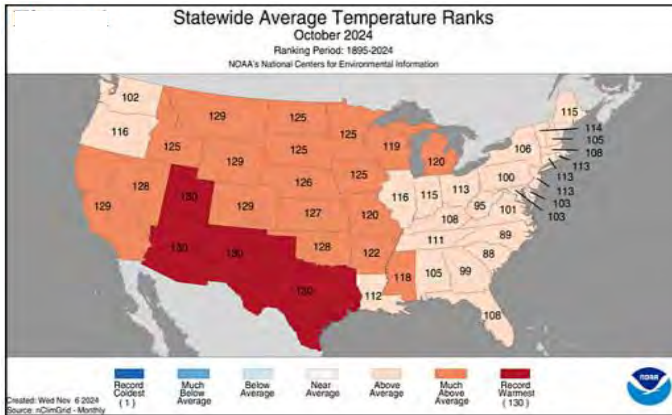 Statewide Average Temperature Ranks
October 2024
Ranking Period: 1895-2024
NOAA's National Centers for Environmental Information
102
129
125
125
119
115
116
125
129
125
120
106
114
105
108
113
113
103
103
128
130
126
125
116
115
113
100
129
129
127
120
108
95
101
130
130
128
122
111
89
88
130
112
118
105
99
108
Record
Coldest
( 1 )
Much
Below
Average
Below
Average
Near
Average
Above
Average
Much
Above
Average
Record
Warmest
( 130 )
Created: Wed Nov 6 2024
Source: nClimGrid - Monthly
NOAA